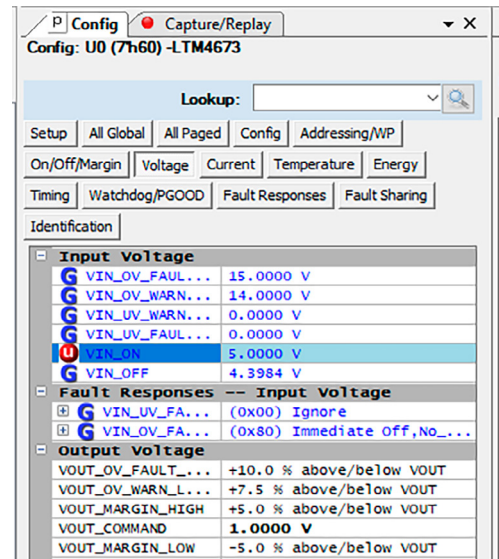 P Config Capture/Replay
Config: U0 (7'h60) -LTM4673
Lookup:
Setup All Global All Paged Config Addressing/WP
On/Off/Margin Voltage Current Temperature Energy
Timing Watchdog/PGOOD Fault Responses Fault Sharing
Identification
Input Voltage
G VIN_OV_FAUL... 15.0000 V
G VIN_OV_WARN... 14.0000 V
G VIN_UV_WARN... 0.0000 V
G VIN_UV_FAUL... 0.0000 V
U VIN_ON 5.0000 V
G VIN_OFF 4.3984 V
Fault Responses -- Input Voltage
G VIN_UV_FA... (0x00) Ignore
G VIN_OV_FA... (0x80) Immediate Off,No_...
Output Voltage
VOUT_OV_FAULT_... +10.0 % above/below VOUT
VOUT_OV_WARN_L... +7.5 % above/below VOUT
VOUT_MARGIN_HIGH +5.0 % above/below VOUT
VOUT_COMMAND 1.0000 V
VOUT_MARGIN_LOW -5.0 % above/below VOUT